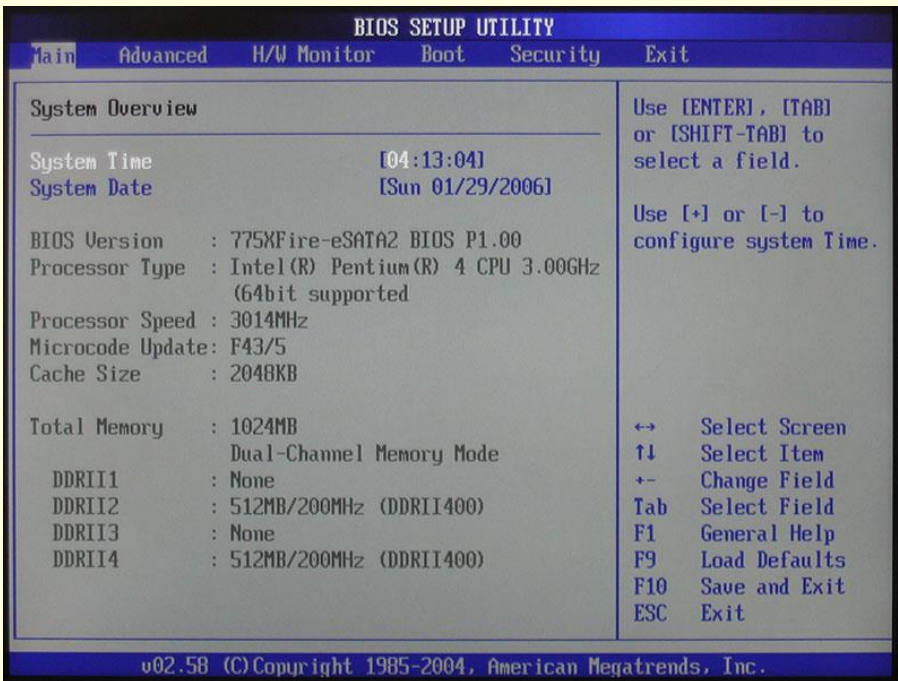 BIOS SETUP UTILITY
Main Advanced H/W Monitor Boot Security Exit
System Overview
System Time [04:13:04]
System Date [Sun 01/29/2006]
BIOS Version : 775XFire-eSATA2 BIOS P1.00
Processor Type : Intel(R) Pentium(R) 4 CPU 3.00GHz
(64bit supported
Processor Speed : 3014MHz
Microcode Update: F43/5
Cache Size : 2048KB
Total Memory : 1024MB
Dual-Channel Memory Mode
DDRII1 : None
DDRII2 : 512MB/200MHz (DDRII400)
DDRII3 : None
DDRII4 : 512MB/200MHz (DDRII400)
Use [ENTER], [TAB]
or [SHIFT-TAB] to
select a field.
Use [+] or [-] to
configure system Time.
↔ Select Screen
↑↓ Select Item
+- Change Field
Tab Select Field
F1 General Help
F9 Load Defaults
F10 Save and Exit
ESC Exit
v02.58 (C)Copyright 1985-2004, American Megatrends, Inc.